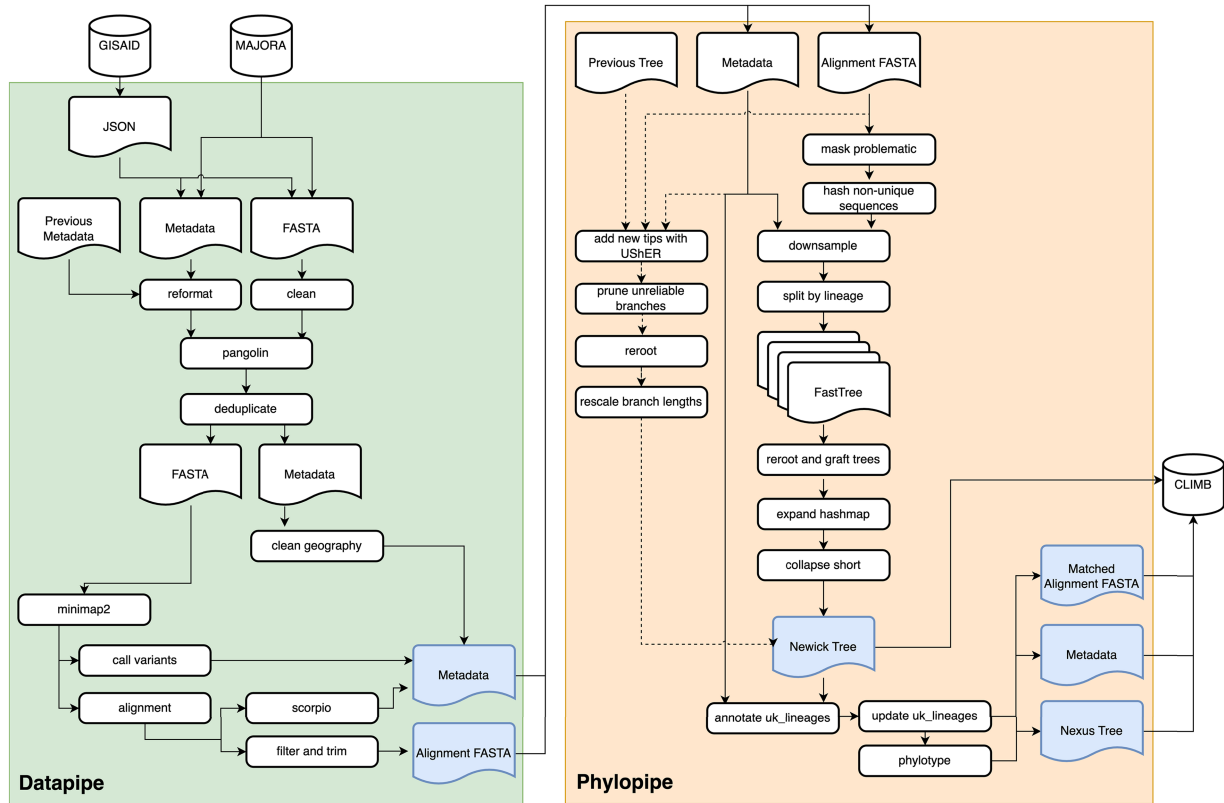 GISAID
MAJORA
JSON
Previous
Metadata
Metadata
FASTA
reformat
clean
pangolin
deduplicate
FASTA
Metadata
clean geography
minimap2
call variants
alignment
scorpio
filter and trim
Metadata
Alignment FASTA
Datapipe
Previous Tree
Metadata
Alignment FASTA
mask problematic
hash non-unique
sequences
add new tips with
UShER
prune unreliable
branches
reroot
rescale branch lengths
downsample
split by lineage
FastTree
reroot and graft trees
expand hashmap
collapse short
Newick Tree
annotate uk_lineages
update uk_lineages
phylotype
Matched
Alignment FASTA
Metadata
Nexus Tree
CLIMB
Phylopipe